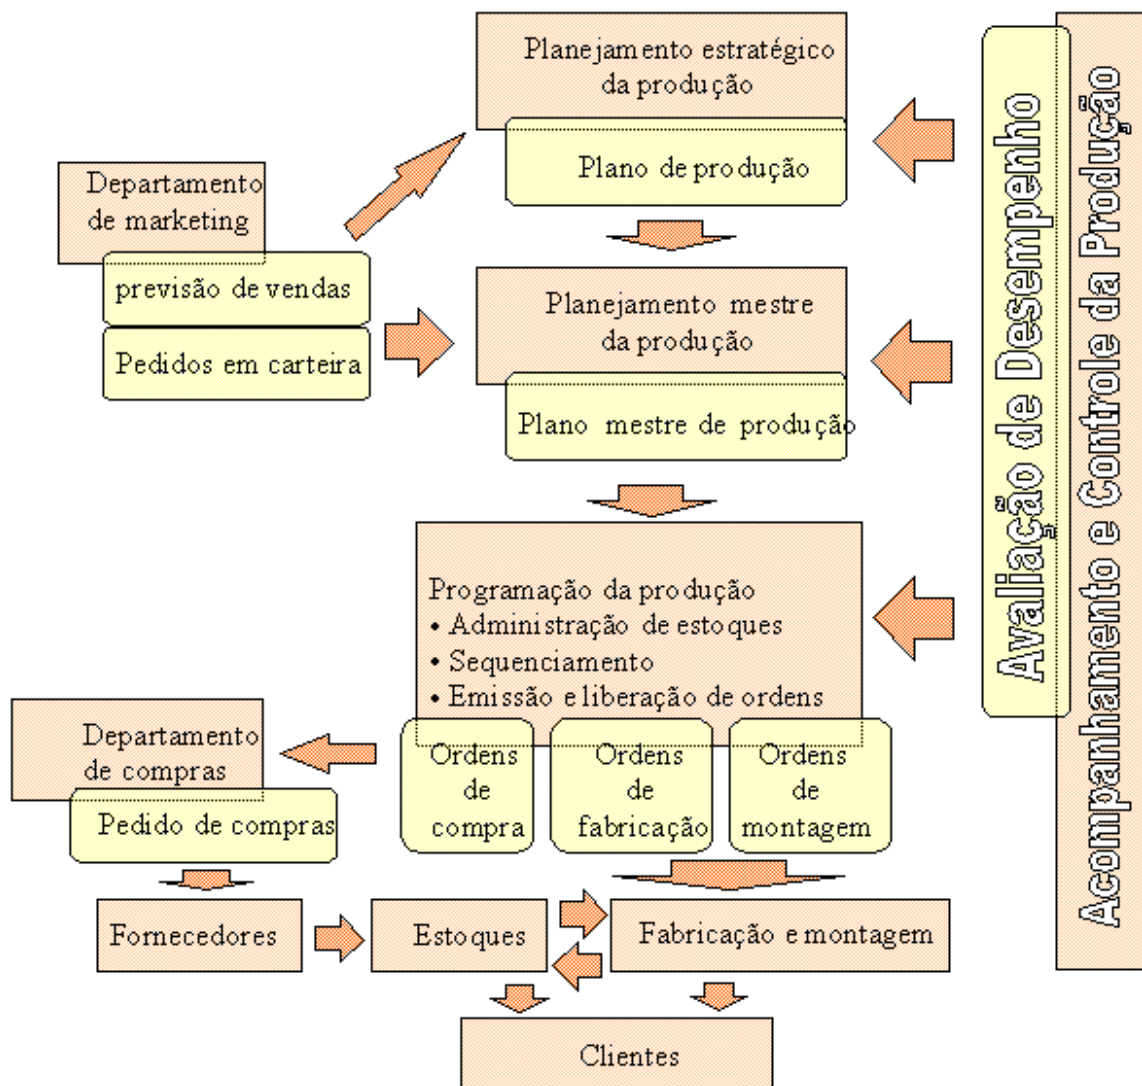 Planejamento estratégico
da produção
Plano de produção
Departamento
de marketing
previsão de vendas
Pedidos em carteira
Planejamento mestre
da produção
Plano mestre de produção
Programação da produção
• Administração de estoques
• Sequenciamento
• Emissão e liberação de ordens
Ordens
de
compra
Ordens
de
fabricação
Ordens
de
montagem
Departamento
de compras
Pedido de compras
Fornecedores
Estoques
Fabricação e montagem
Clientes
Avaliação de Desempenho
Acompanhamento e Controle da Produção